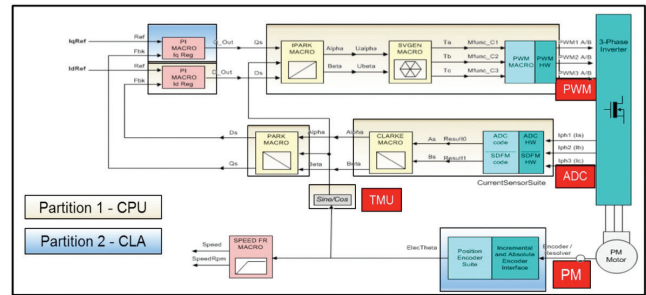 IqRef
Ref
Fbk
PI
MACRO
Iq Reg
Q_Out
Qs
IdRef
Ref
Fbk
PI
MACRO
Id Reg
D_Out
Ds
IPARK
MACRO
Alpha
Ualpha
Beta
Ubeta
SVGEN
MACRO
Ta
Mfunc_C1
Tb
Mfunc_C2
Tc
Mfunc_C3
PWM
MACRO
PWM
HW
PWM1 A/B
PWM2 A/B
PWM3 A/B
PWM
3-Phase
Inverter
Ds
Qs
PARK
MACRO
Alpha
Alpha
Beta
Beta
CLARKE
MACRO
As
Result0
Bs
Result1
ADC
code
ADC
HW
SDFM
code
SDFM
HW
Iph1 (Ia)
Iph2 (Ib)
Iph3 (Ic)
CurrentSensorSuite
ADC
Partition 1 - CPU
Partition 2 - CLA
Sine/Cos
TMU
Speed
SpeedRpm
SPEED FR
MACRO
ElecTheta
Position
Encoder
Suite
Incremental
and Absolute
Encoder
Interface
Encoder /
Resolver
PM
PM
Motor